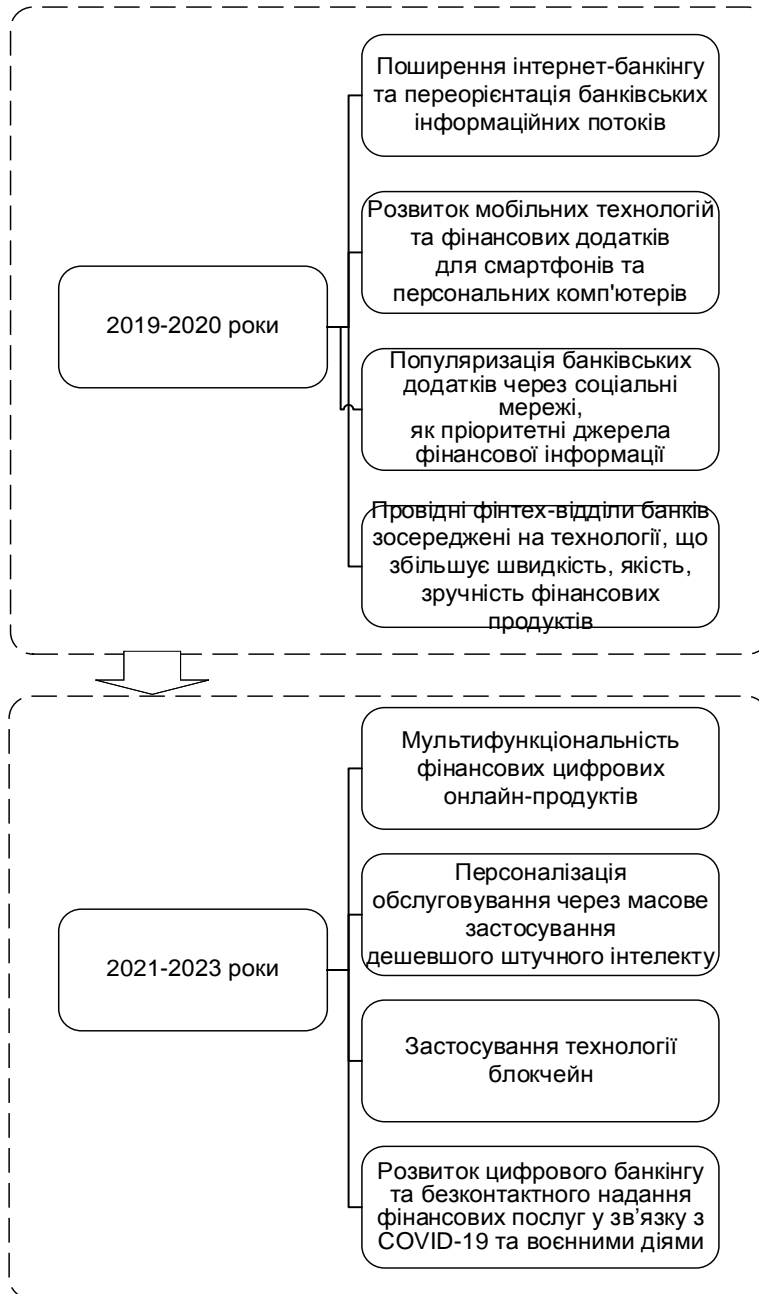 Поширення інтернет-банкінгу
та переорієнтація банківських
інформаційних потоків
Розвиток мобільних технологій
та фінансових додатків
для смартфонів та
персональних комп'ютерів
2019-2020 роки
Популяризація банківських
додатків через соціальні
мережі,
як пріоритетні джерела
фінансової інформації
Провідні фінтех-відділи банків
зосереджені на технології, що
збільшує швидкість, якість,
зручність фінансових
продуктів
Мультифункціональність
фінансових цифрових
онлайн-продуктів
Персоналізація
обслуговування через масове
застосування
дешевшого штучного інтелекту
2021-2023 роки
Застосування технології
блокчейн
Розвиток цифрового банкінгу
та безконтактного надання
фінансових послуг у зв’язку з
COVID-19 та воєнними діями